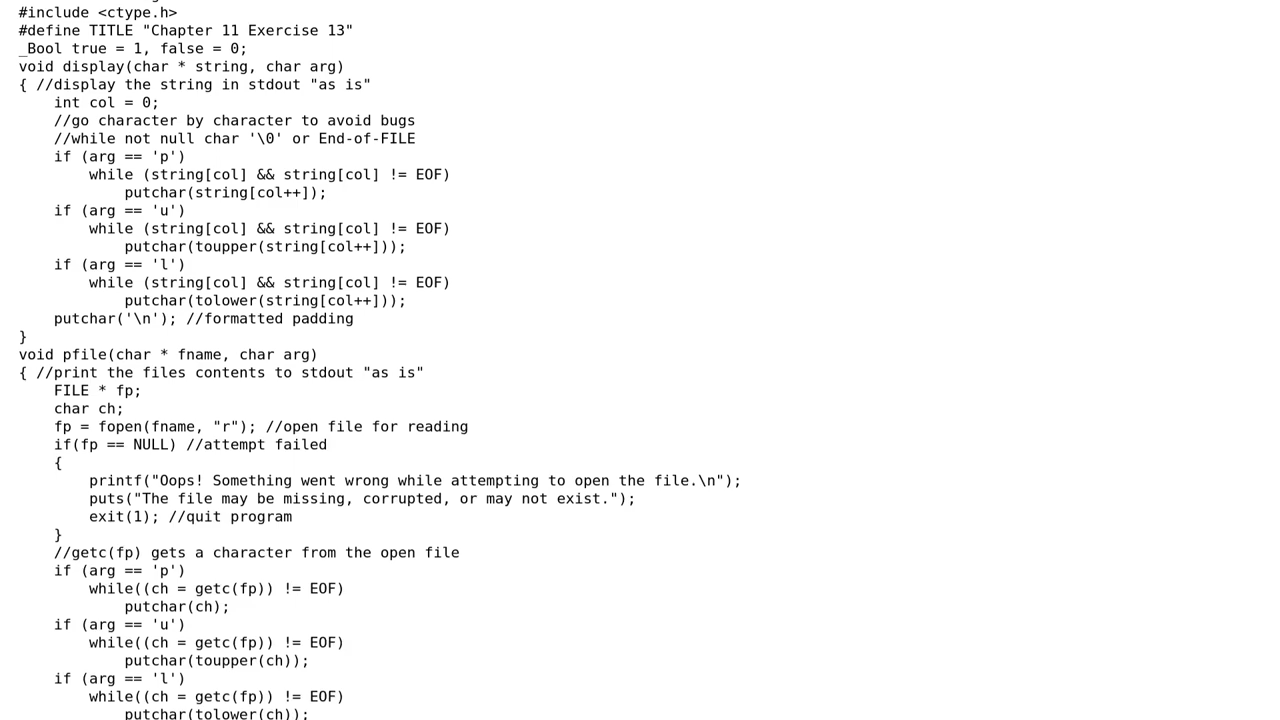 #include <ctype.h>
#define TITLE "Chapter 11 Exercise 13"
_Bool true = 1, false = 0;
void display(char * string, char arg)
{ //display the string in stdout "as is"
    int col = 0;
    //go character by character to avoid bugs
    //while not null char '\0' or End-of-FILE
    if (arg == 'p')
        while (string[col] && string[col] != EOF)
            putchar(string[col++]);
    if (arg == 'u')
        while (string[col] && string[col] != EOF)
            putchar(toupper(string[col++]));
    if (arg == 'l')
        while (string[col] && string[col] != EOF)
            putchar(tolower(string[col++]));
    putchar('\n'); //formatted padding
}
void pfile(char * fname, char arg)
{ //print the files contents to stdout "as is"
    FILE * fp;
    char ch;
    fp = fopen(fname, "r"); //open file for reading
    if(fp == NULL) //attempt failed
    {
        printf("Oops! Something went wrong while attempting to open the file.\n");
        puts("The file may be missing, corrupted, or may not exist.");
        exit(1); //quit program
    }
    //getc(fp) gets a character from the open file
    if (arg == 'p')
        while((ch = getc(fp)) != EOF)
            putchar(ch);
    if (arg == 'u')
        while((ch = getc(fp)) != EOF)
            putchar(toupper(ch));
    if (arg == 'l')
        while((ch = getc(fp)) != EOF)
            putchar(tolower(ch));